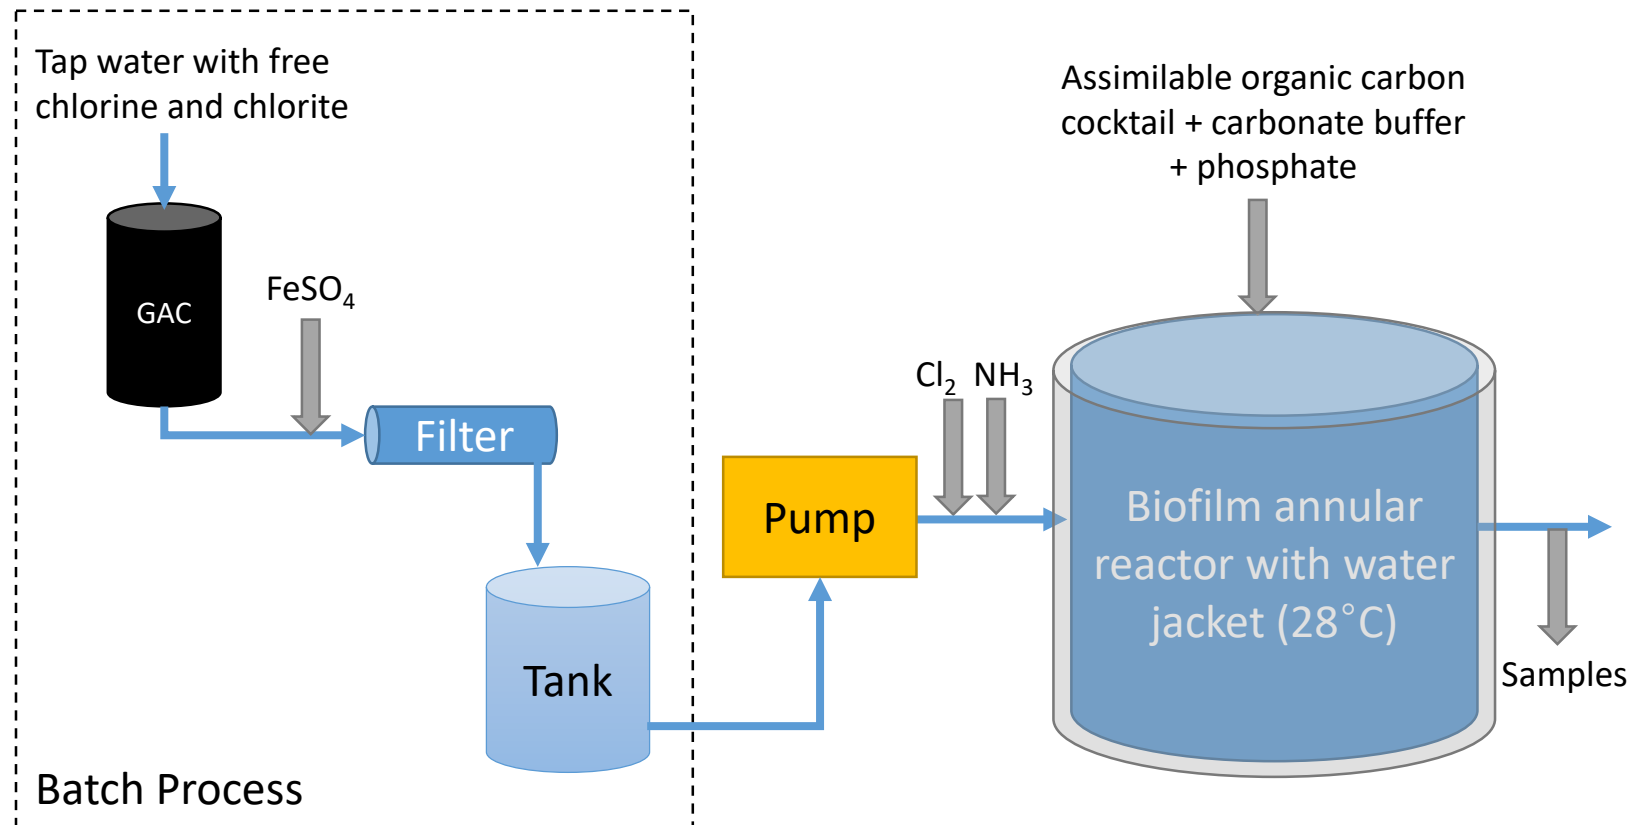 Tap water with free
chlorine and chlorite
GAC
FeSO₄
Filter
Tank
Batch Process
Pump
Cl₂ NH₃
Assimilable organic carbon
cocktail + carbonate buffer
+ phosphate
Biofilm annular
reactor with water
jacket (28°C)
Samples